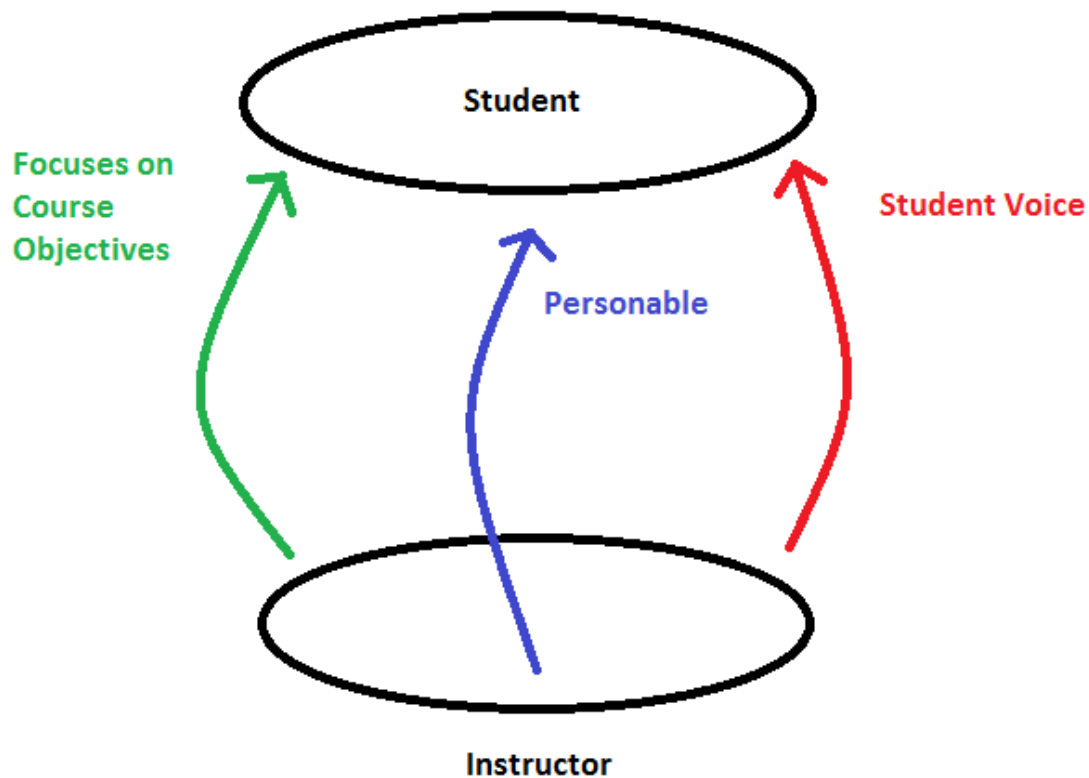 Student
Focuses on
Course
Objectives
Student Voice
Personable
Instructor